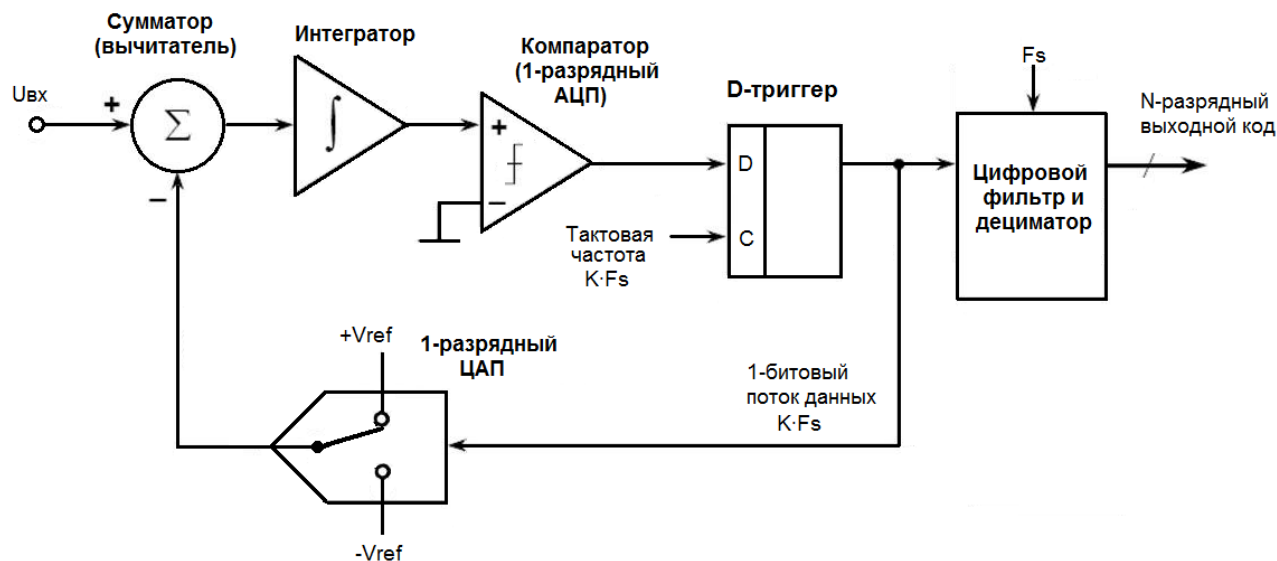 Сумматор
(вычитатель)
Интегратор
Компаратор
(1-разрядный
АЦП)
D-триггер
Fs
Uвх
+
Σ
−
∫
+
−
D
C
Тактовая
частота
K·Fs
N-разрядный
выходной код
Цифровой
фильтр и
дециматор
+Vref
1-разрядный
ЦАП
1-битовый
поток данных
K·Fs
-Vref